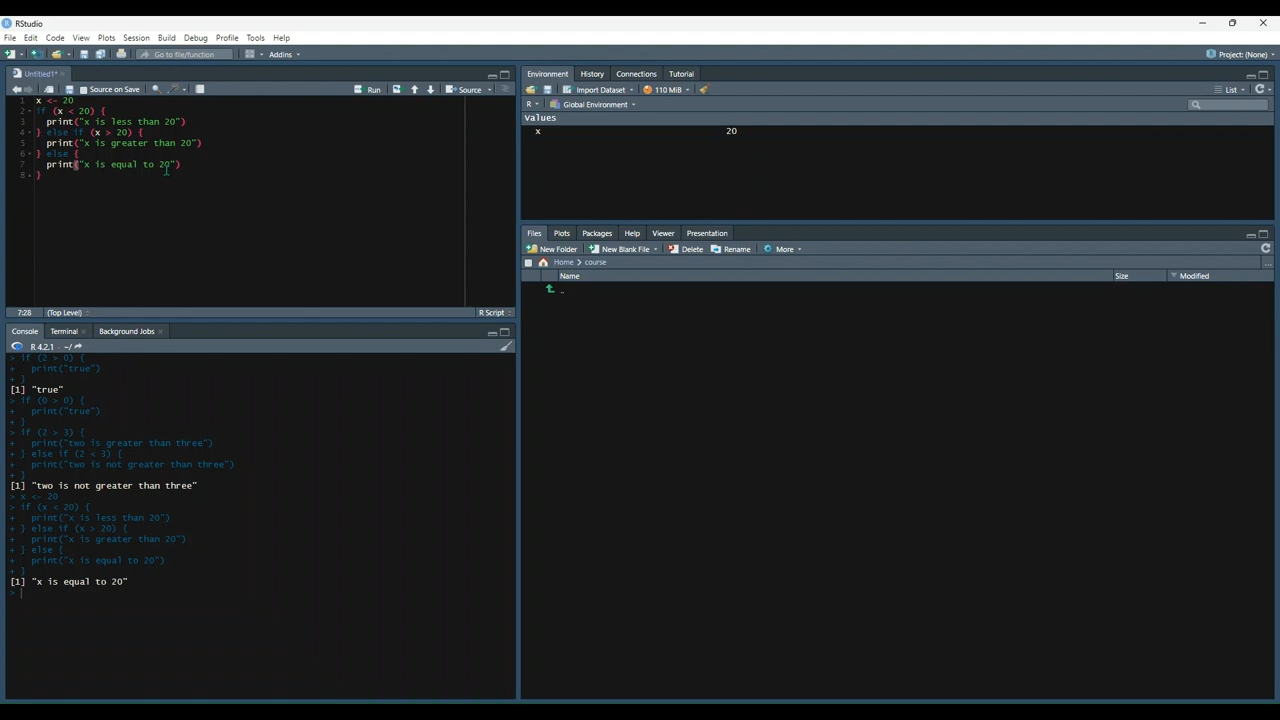 RStudio
File Edit Code View Plots Session Build Debug Profile Tools Help
Go to file/function Addins Project: (None)
Untitled1*
Source on Save Run Source
1 x <- 20
2 if (x < 20) {
3 print("x is less than 20")
4 } else if (x > 20) {
5 print("x is greater than 20")
6 } else {
7 print("x is equal to 20")
8 }
7:28 (Top Level) R Script
Console Terminal Background Jobs
R 4.2.1 · ~/
> if (2 > 0) {
+ print("true")
+ }
[1] "true"
> if (0 > 0) {
+ print("true")
+ }
> if (2 > 3) {
+ print("two is greater than three")
+ } else if (2 < 3) {
+ print("two is not greater than three")
+ }
[1] "two is not greater than three"
> x <- 20
> if (x < 20) {
+ print("x is less than 20")
+ } else if (x > 20) {
+ print("x is greater than 20")
+ } else {
+ print("x is equal to 20")
+ }
[1] "x is equal to 20"
>
Environment History Connections Tutorial
Import Dataset 110 MiB List
R Global Environment
Values
x 20
Files Plots Packages Help Viewer Presentation
New Folder New Blank File Delete Rename More
Home > course ...
Name Size Modified
..